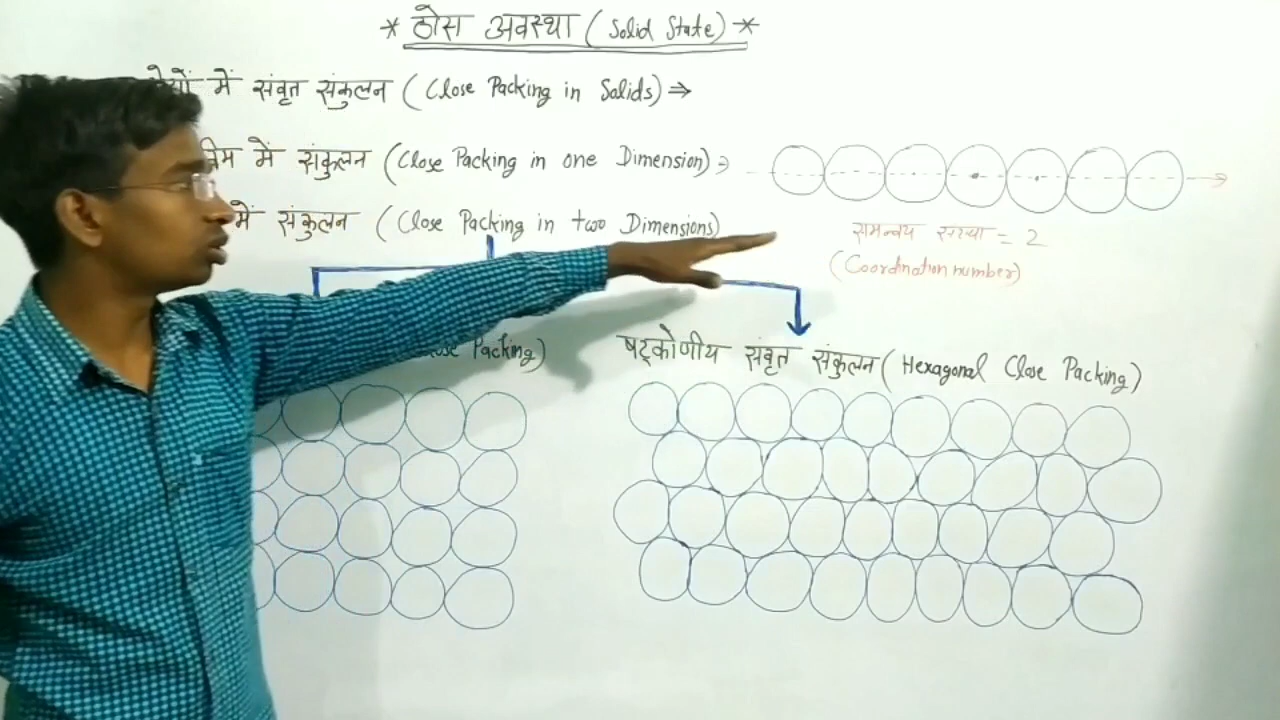 * ठोस अवस्था (Solid State) *
में संवृत संकुलन (Close Packing in Solids) ⇒
में संकुलन (Close Packing in one Dimension) ⇒
में संकुलन (Close Packing in two Dimensions)
समन्वय संख्या = 2
(Coordination number)
Packing)
षट्कोणीय संवृत संकुलन (Hexagonal Close Packing)